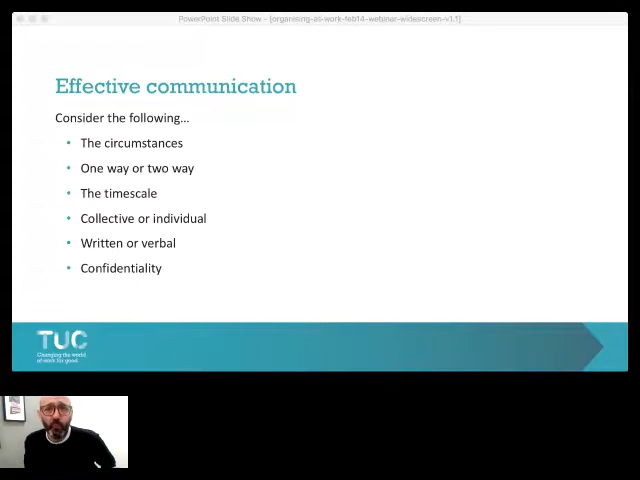 PowerPoint Slide Show - [organising-at-work-feb14-webinar-widescreen-v1.1]
Effective communication
Consider the following...
• The circumstances
• One way or two way
• The timescale
• Collective or individual
• Written or verbal
• Confidentiality
TUC
Changing the world
of work for good.